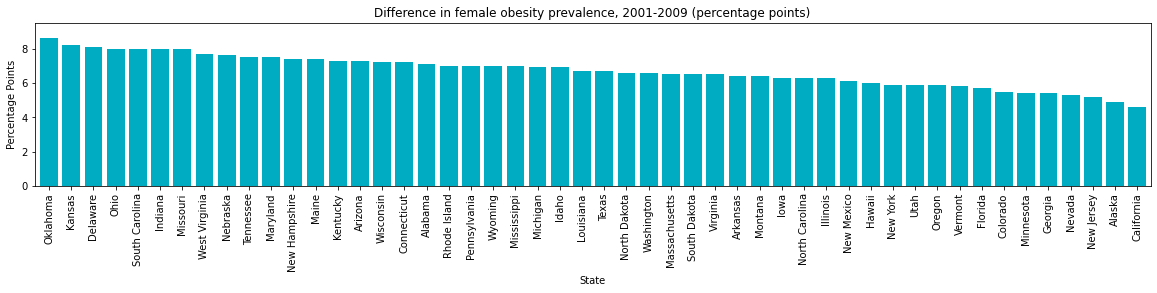 Difference in female obesity prevalence, 2001-2009 (percentage points)
Percentage Points
8
6
4
2
0
Oklahoma
Kansas
Delaware
Ohio
South Carolina
Indiana
Missouri
West Virginia
Nebraska
Tennessee
Maryland
New Hampshire
Maine
Kentucky
Arizona
Wisconsin
Connecticut
Alabama
Rhode Island
Pennsylvania
Wyoming
Mississippi
Michigan
Idaho
Louisiana
Texas
North Dakota
Washington
Massachusetts
South Dakota
Virginia
Arkansas
Montana
Iowa
North Carolina
Illinois
New Mexico
Hawaii
New York
Utah
Oregon
Vermont
Florida
Colorado
Minnesota
Georgia
Nevada
New Jersey
Alaska
California
State